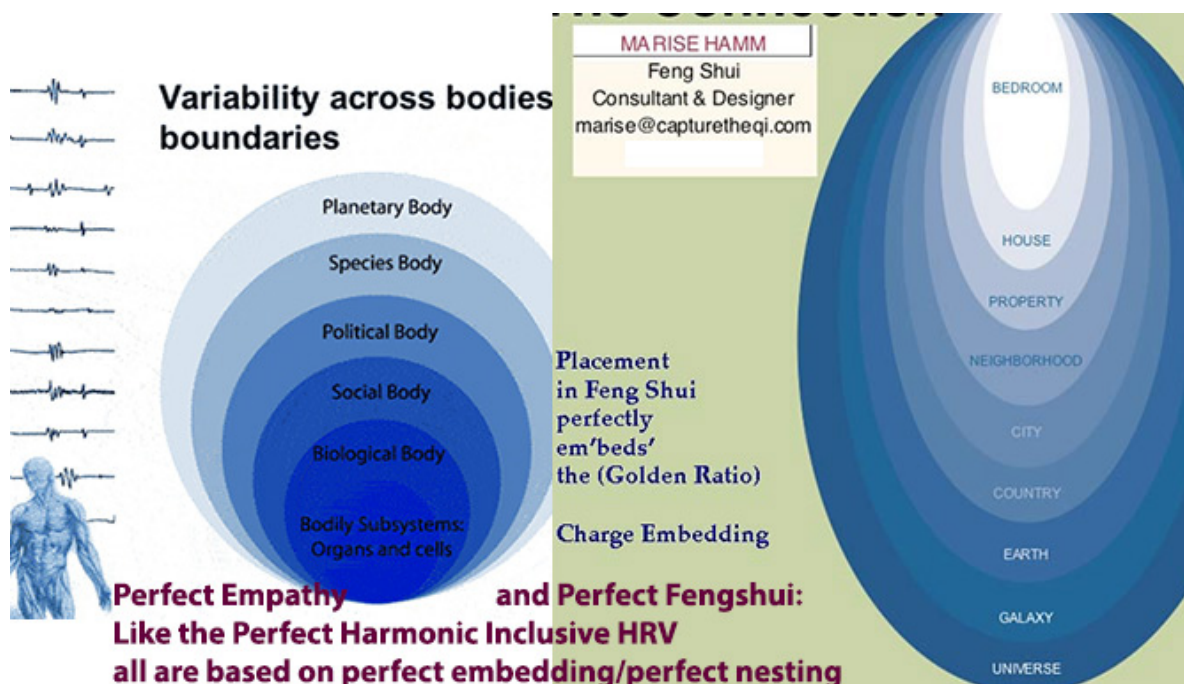 MARISE HAMM
Feng Shui
Consultant & Designer
marise@capturetheqi.com
Variability across bodies
boundaries
Planetary Body
Species Body
Political Body
Social Body
Biological Body
Bodily Subsystems:
Organs and cells
Placement
in Feng Shui
perfectly
em'beds'
the (Golden Ratio)
Charge Embedding
BEDROOM
HOUSE
PROPERTY
NEIGHBORHOOD
CITY
COUNTRY
EARTH
GALAXY
UNIVERSE
Perfect Empathy and Perfect Fengshui:
Like the Perfect Harmonic Inclusive HRV
all are based on perfect embedding/perfect nesting